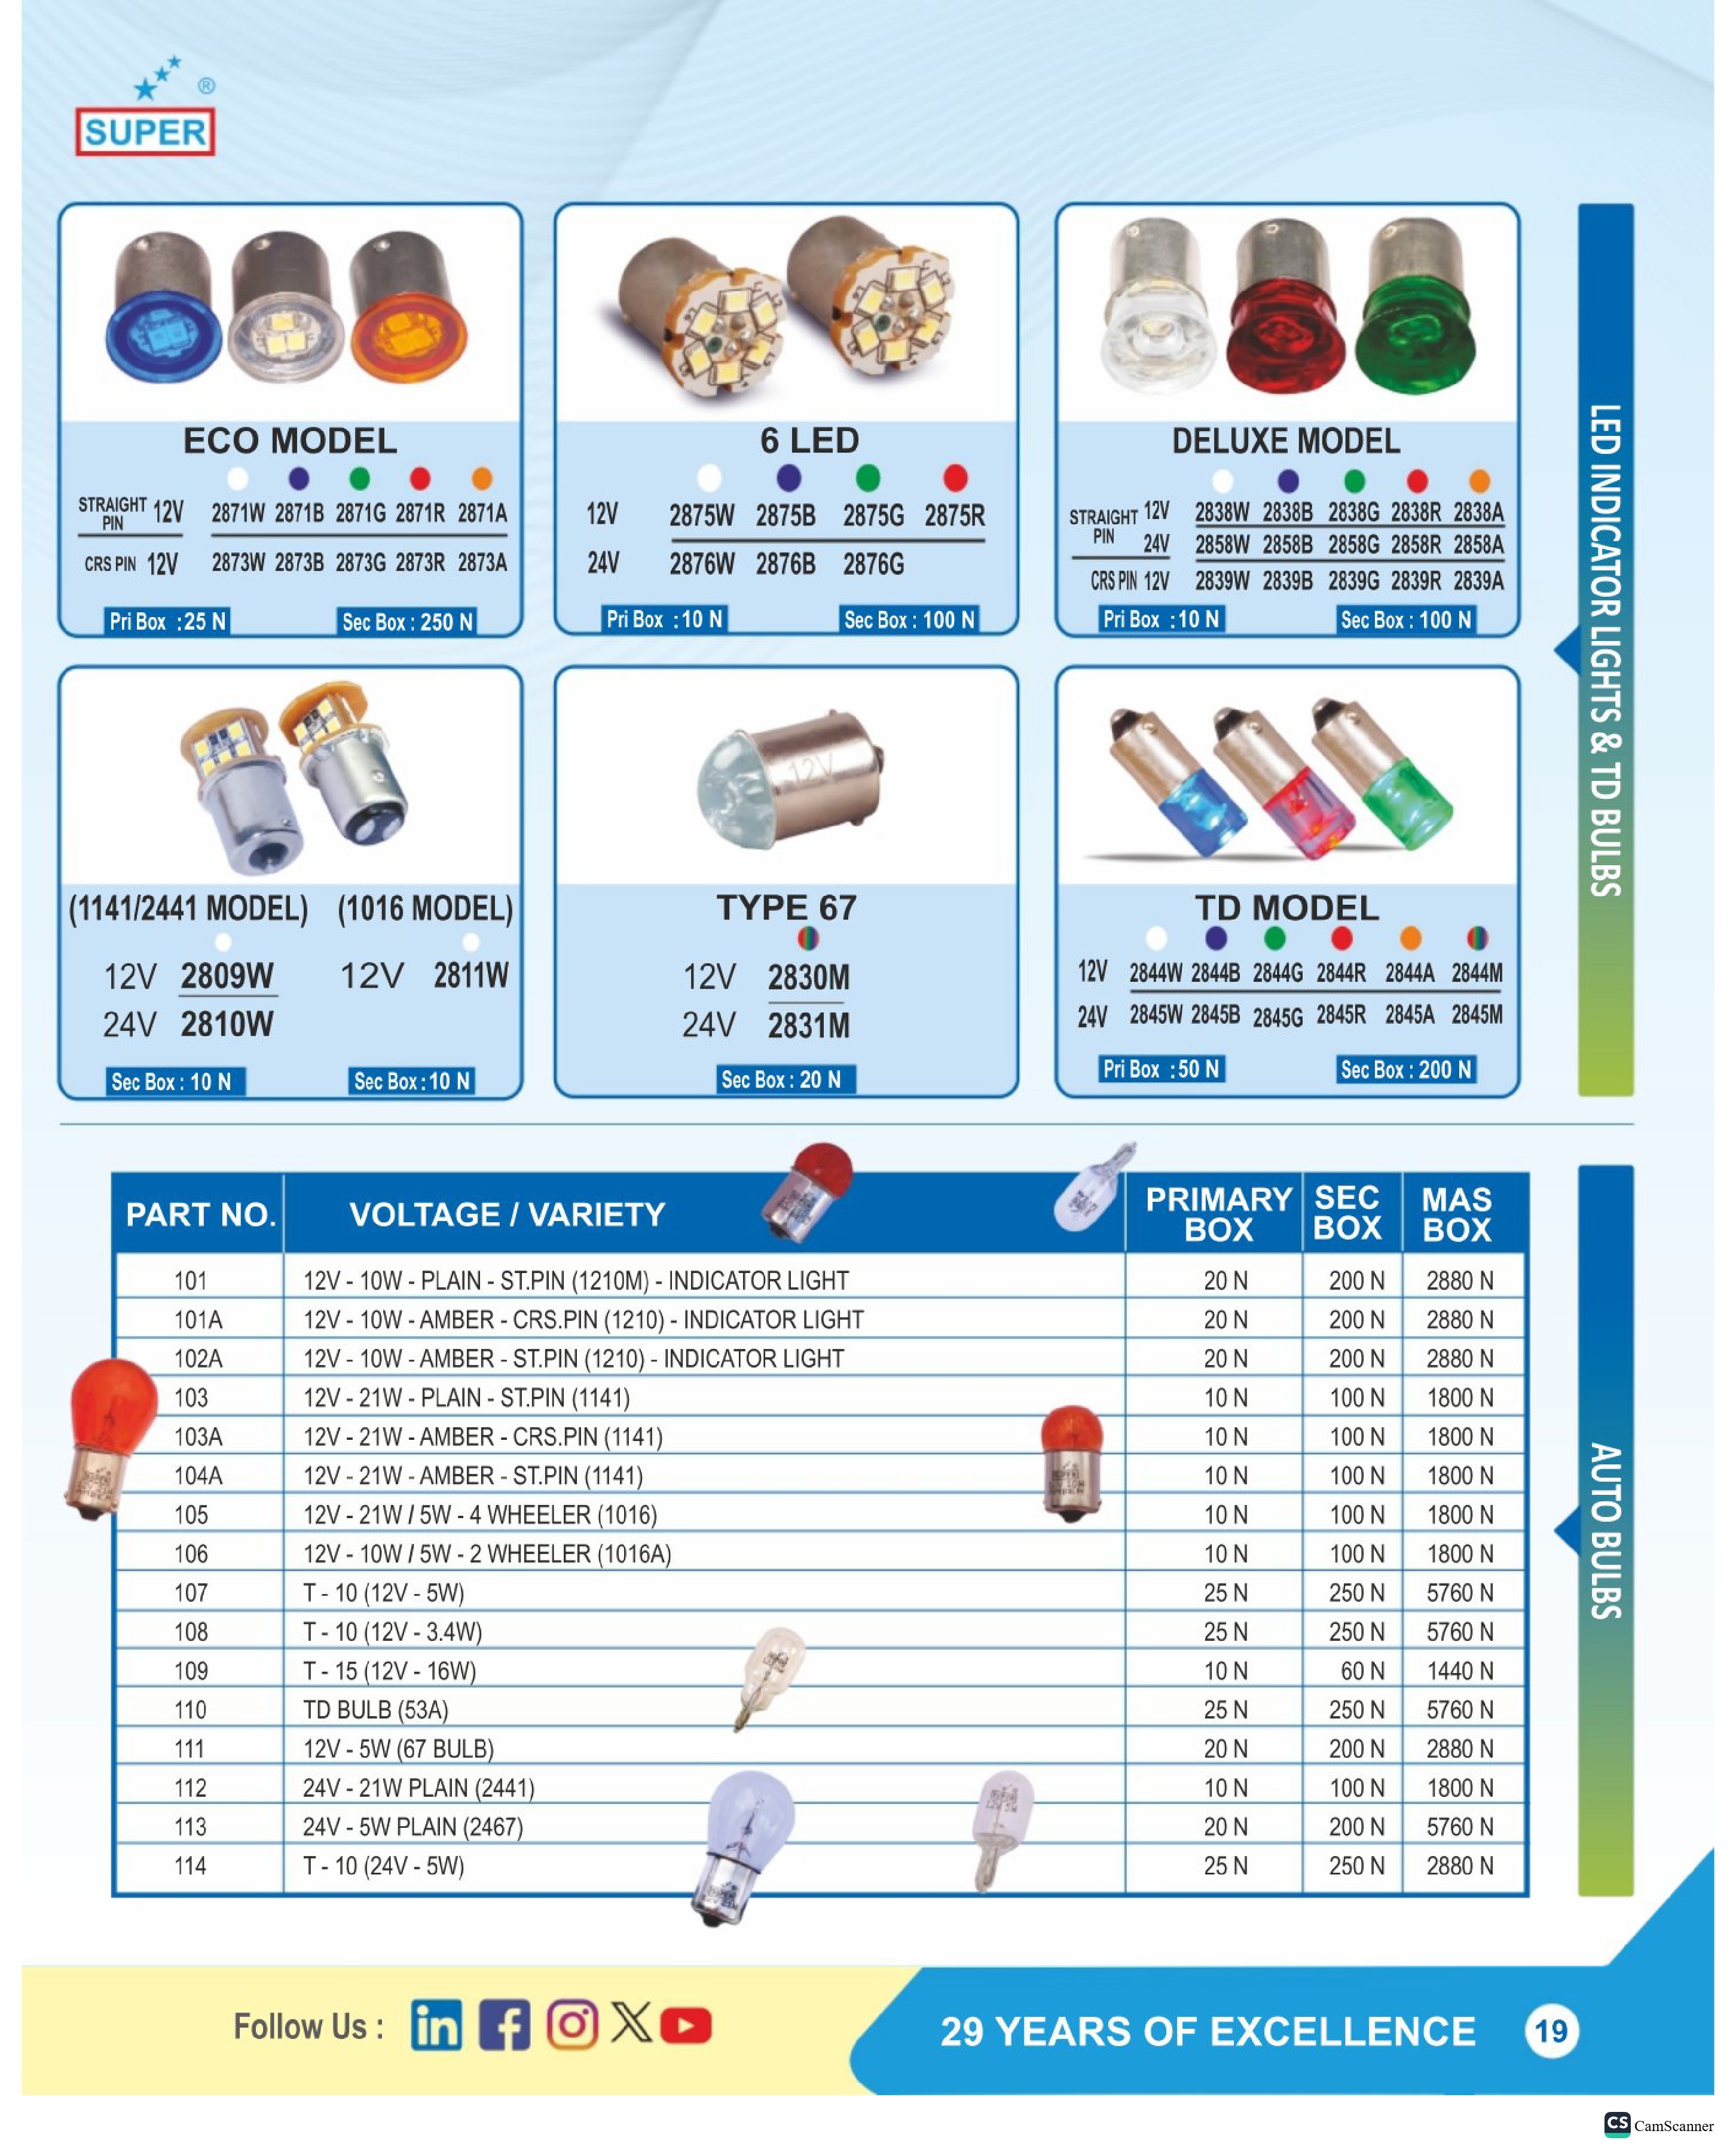 ®
SUPER
ECO MODEL
STRAIGHT PIN 12V 2871W 2871B 2871G 2871R 2871A
CRS PIN 12V 2873W 2873B 2873G 2873R 2873A
Pri Box : 25 N Sec Box : 250 N
6 LED
12V 2875W 2875B 2875G 2875R
24V 2876W 2876B 2876G
Pri Box : 10 N Sec Box : 100 N
DELUXE MODEL
STRAIGHT PIN 12V 2838W 2838B 2838G 2838R 2838A
24V 2858W 2858B 2858G 2858R 2858A
CRS PIN 12V 2839W 2839B 2839G 2839R 2839A
Pri Box : 10 N Sec Box : 100 N
(1141/2441 MODEL) (1016 MODEL)
12V 2809W 12V 2811W
24V 2810W
Sec Box : 10 N Sec Box : 10 N
12V
TYPE 67
12V 2830M
24V 2831M
Sec Box : 20 N
TD MODEL
12V 2844W 2844B 2844G 2844R 2844A 2844M
24V 2845W 2845B 2845G 2845R 2845A 2845M
Pri Box : 50 N Sec Box : 200 N
LED INDICATOR LIGHTS & TD BULBS
PART NO. VOLTAGE / VARIETY PRIMARY BOX SEC BOX MAS BOX
101 12V - 10W - PLAIN - ST.PIN (1210M) - INDICATOR LIGHT 20 N 200 N 2880 N
101A 12V - 10W - AMBER - CRS.PIN (1210) - INDICATOR LIGHT 20 N 200 N 2880 N
102A 12V - 10W - AMBER - ST.PIN (1210) - INDICATOR LIGHT 20 N 200 N 2880 N
103 12V - 21W - PLAIN - ST.PIN (1141) 10 N 100 N 1800 N
103A 12V - 21W - AMBER - CRS.PIN (1141) 10 N 100 N 1800 N
104A 12V - 21W - AMBER - ST.PIN (1141) 10 N 100 N 1800 N
105 12V - 21W / 5W - 4 WHEELER (1016) 10 N 100 N 1800 N
106 12V - 10W / 5W - 2 WHEELER (1016A) 10 N 100 N 1800 N
107 T - 10 (12V - 5W) 25 N 250 N 5760 N
108 T - 10 (12V - 3.4W) 25 N 250 N 5760 N
109 T - 15 (12V - 16W) 10 N 60 N 1440 N
110 TD BULB (53A) 25 N 250 N 5760 N
111 12V - 5W (67 BULB) 20 N 200 N 2880 N
112 24V - 21W PLAIN (2441) 10 N 100 N 1800 N
113 24V - 5W PLAIN (2467) 20 N 200 N 5760 N
114 T - 10 (24V - 5W) 25 N 250 N 2880 N
AUTO BULBS
Follow Us :
29 YEARS OF EXCELLENCE 19
CS CamScanner